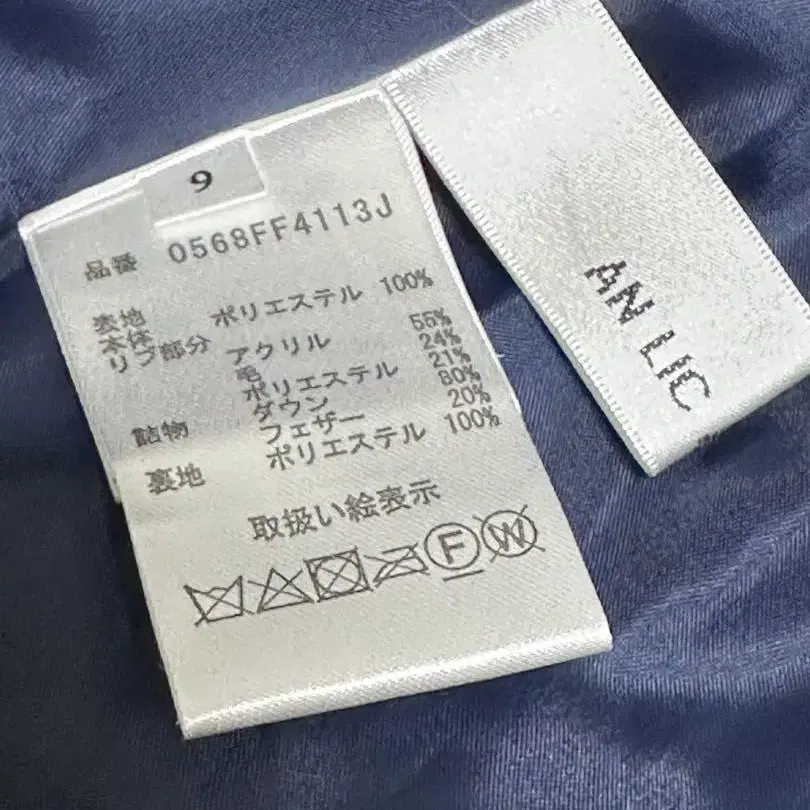 9
品番 0568FF4113J
表地
本体 ポリエステル 100%
リブ部分 アクリル 55%
毛 24%
ポリエステル 21%
詰物 ダウン 80%
フェザー 20%
裏地 ポリエステル 100%
取扱い絵表示
F W
AN LIC